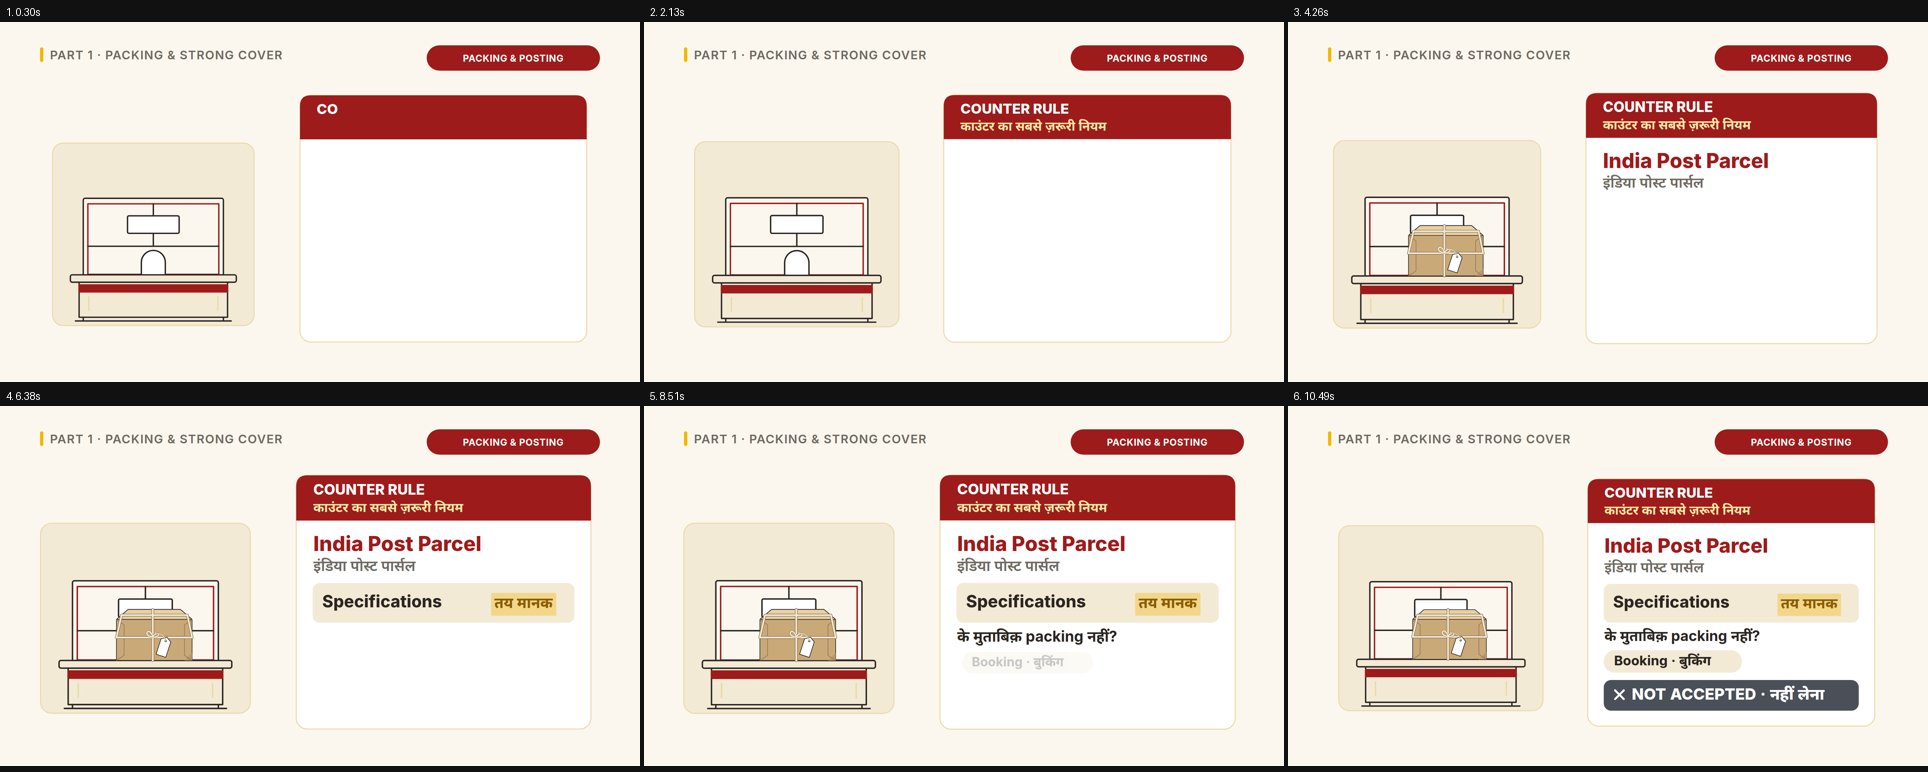 1. 0.30s
PART 1 · PACKING & STRONG COVER
PACKING & POSTING
CO
2. 2.13s
PART 1 · PACKING & STRONG COVER
PACKING & POSTING
COUNTER RULE
काउंटर का सबसे ज़रूरी नियम
3. 4.26s
PART 1 · PACKING & STRONG COVER
PACKING & POSTING
COUNTER RULE
काउंटर का सबसे ज़रूरी नियम
India Post Parcel
इंडिया पोस्ट पार्सल
4. 6.38s
PART 1 · PACKING & STRONG COVER
PACKING & POSTING
COUNTER RULE
काउंटर का सबसे ज़रूरी नियम
India Post Parcel
इंडिया पोस्ट पार्सल
Specifications तय मानक
5. 8.51s
PART 1 · PACKING & STRONG COVER
PACKING & POSTING
COUNTER RULE
काउंटर का सबसे ज़रूरी नियम
India Post Parcel
इंडिया पोस्ट पार्सल
Specifications तय मानक
के मुताबिक़ packing नहीं?
Booking · बुकिंग
6. 10.49s
PART 1 · PACKING & STRONG COVER
PACKING & POSTING
COUNTER RULE
काउंटर का सबसे ज़रूरी नियम
India Post Parcel
इंडिया पोस्ट पार्सल
Specifications तय मानक
के मुताबिक़ packing नहीं?
Booking · बुकिंग
✕ NOT ACCEPTED · नहीं लेना